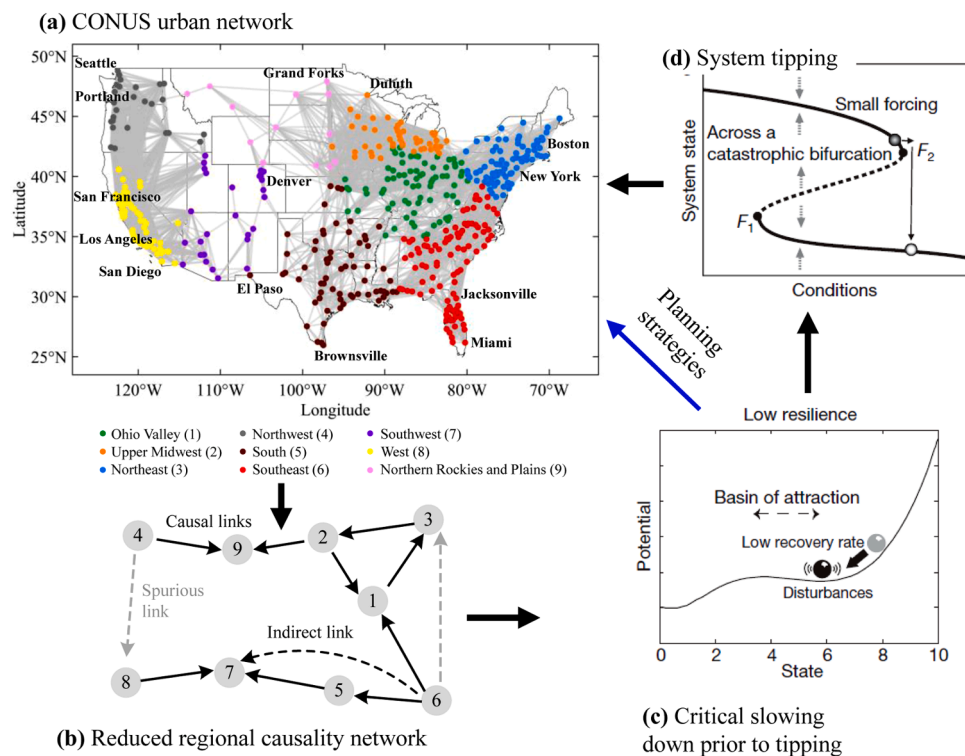 (a) CONUS urban network
50°N
45°N
40°N
35°N
30°N
25°N
Latitude
Seattle
Portland
Grand Forks
Duluth
Boston
New York
Denver
San Francisco
Los Angeles
San Diego
El Paso
Jacksonville
Brownsville
Miami
120°W 110°W 100°W 90°W 80°W 70°W
Longitude
Ohio Valley (1)
Upper Midwest (2)
Northeast (3)
Northwest (4)
South (5)
Southeast (6)
Southwest (7)
West (8)
Northern Rockies and Plains (9)
(d) System tipping
System state
Small forcing
Across a
catastrophic bifurcation
F2
F1
Conditions
Planning
strategies
Causal links
4
9
2
3
1
Spurious
link
Indirect link
8
7
5
6
(b) Reduced regional causality network
Low resilience
Potential
Basin of attraction
Low recovery rate
Disturbances
0 2 4 6 8 10
State
(c) Critical slowing
down prior to tipping